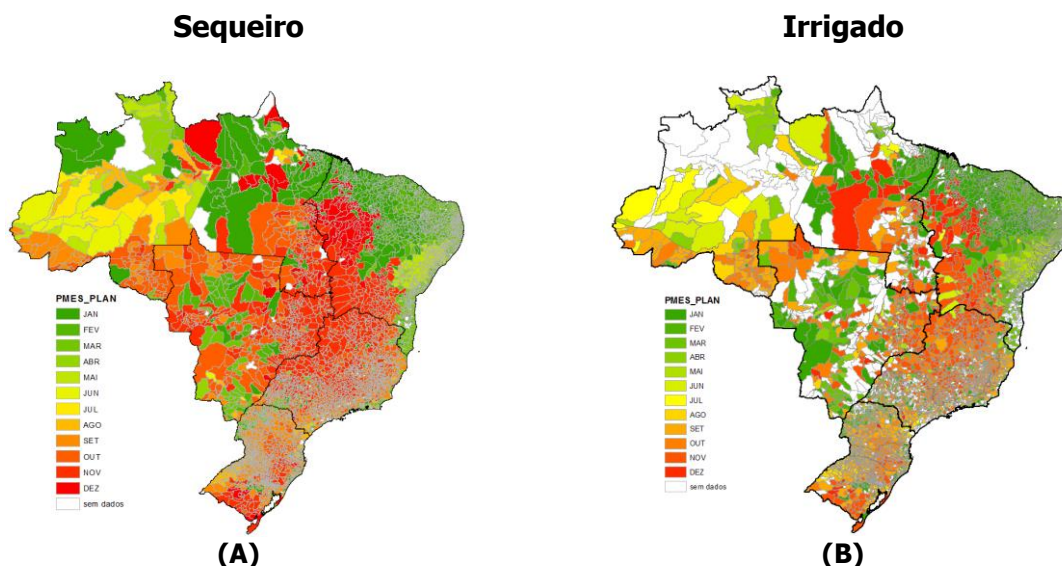 Sequeiro
Irrigado
PMES_PLAN
JAN
FEV
MAR
ABR
MAI
JUN
JUL
AGO
SET
OUT
NOV
DEZ
sem dados
PMES_PLAN
JAN
FEV
MAR
ABR
MAI
JUN
JUL
AGO
SET
OUT
NOV
DEZ
sem dados
(A)
(B)